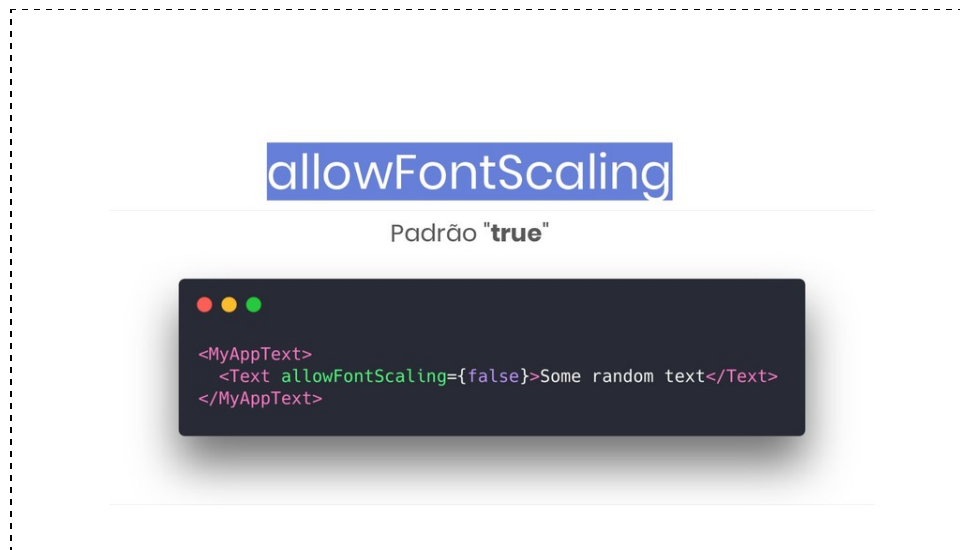 allowFontScaling
Padrão "true"
<MyAppText>
  <Text allowFontScaling={false}>Some random text</Text>
</MyAppText>